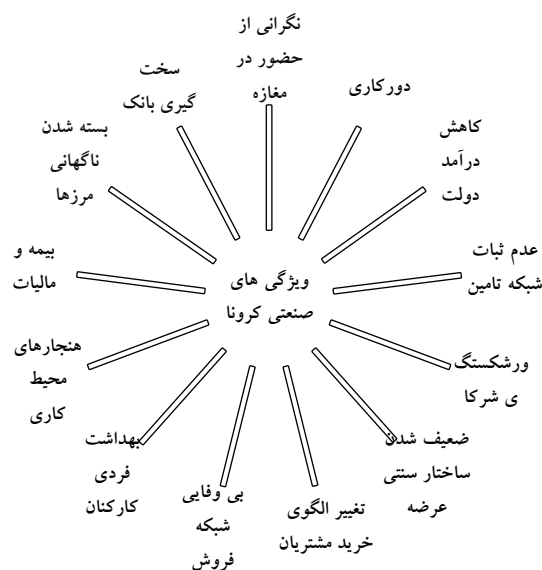 نگرانی از
حضور در
مغازه
دورکاری
کاهش
درآمد
دولت
عدم ثبات
شبکه تامین
ورشکستگ
ی شرکا
ضعیف شدن
ساختار سنتی
عرضه
تغییر الگوی
خرید مشتریان
بی وفایی
شبکه
فروش
بهداشت
فردی
کارکنان
هنجارهای
محیط
کاری
بیمه و
مالیات
بسته شدن
ناگهانی
مرزها
سخت
گیری بانک
ویژگی های
صنعتی کرونا